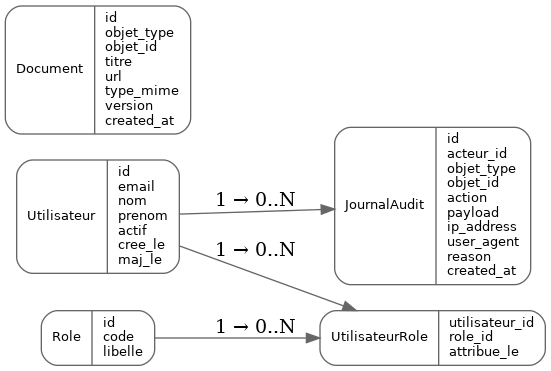 Document
id
objet_type
objet_id
titre
url
type_mime
version
created_at
Utilisateur
id
email
nom
prenom
actif
cree_le
maj_le
1 → 0..N
1 → 0..N
JournalAudit
id
acteur_id
objet_type
objet_id
action
payload
ip_address
user_agent
reason
created_at
Role
id
code
libelle
1 → 0..N
UtilisateurRole
utilisateur_id
role_id
attribue_le